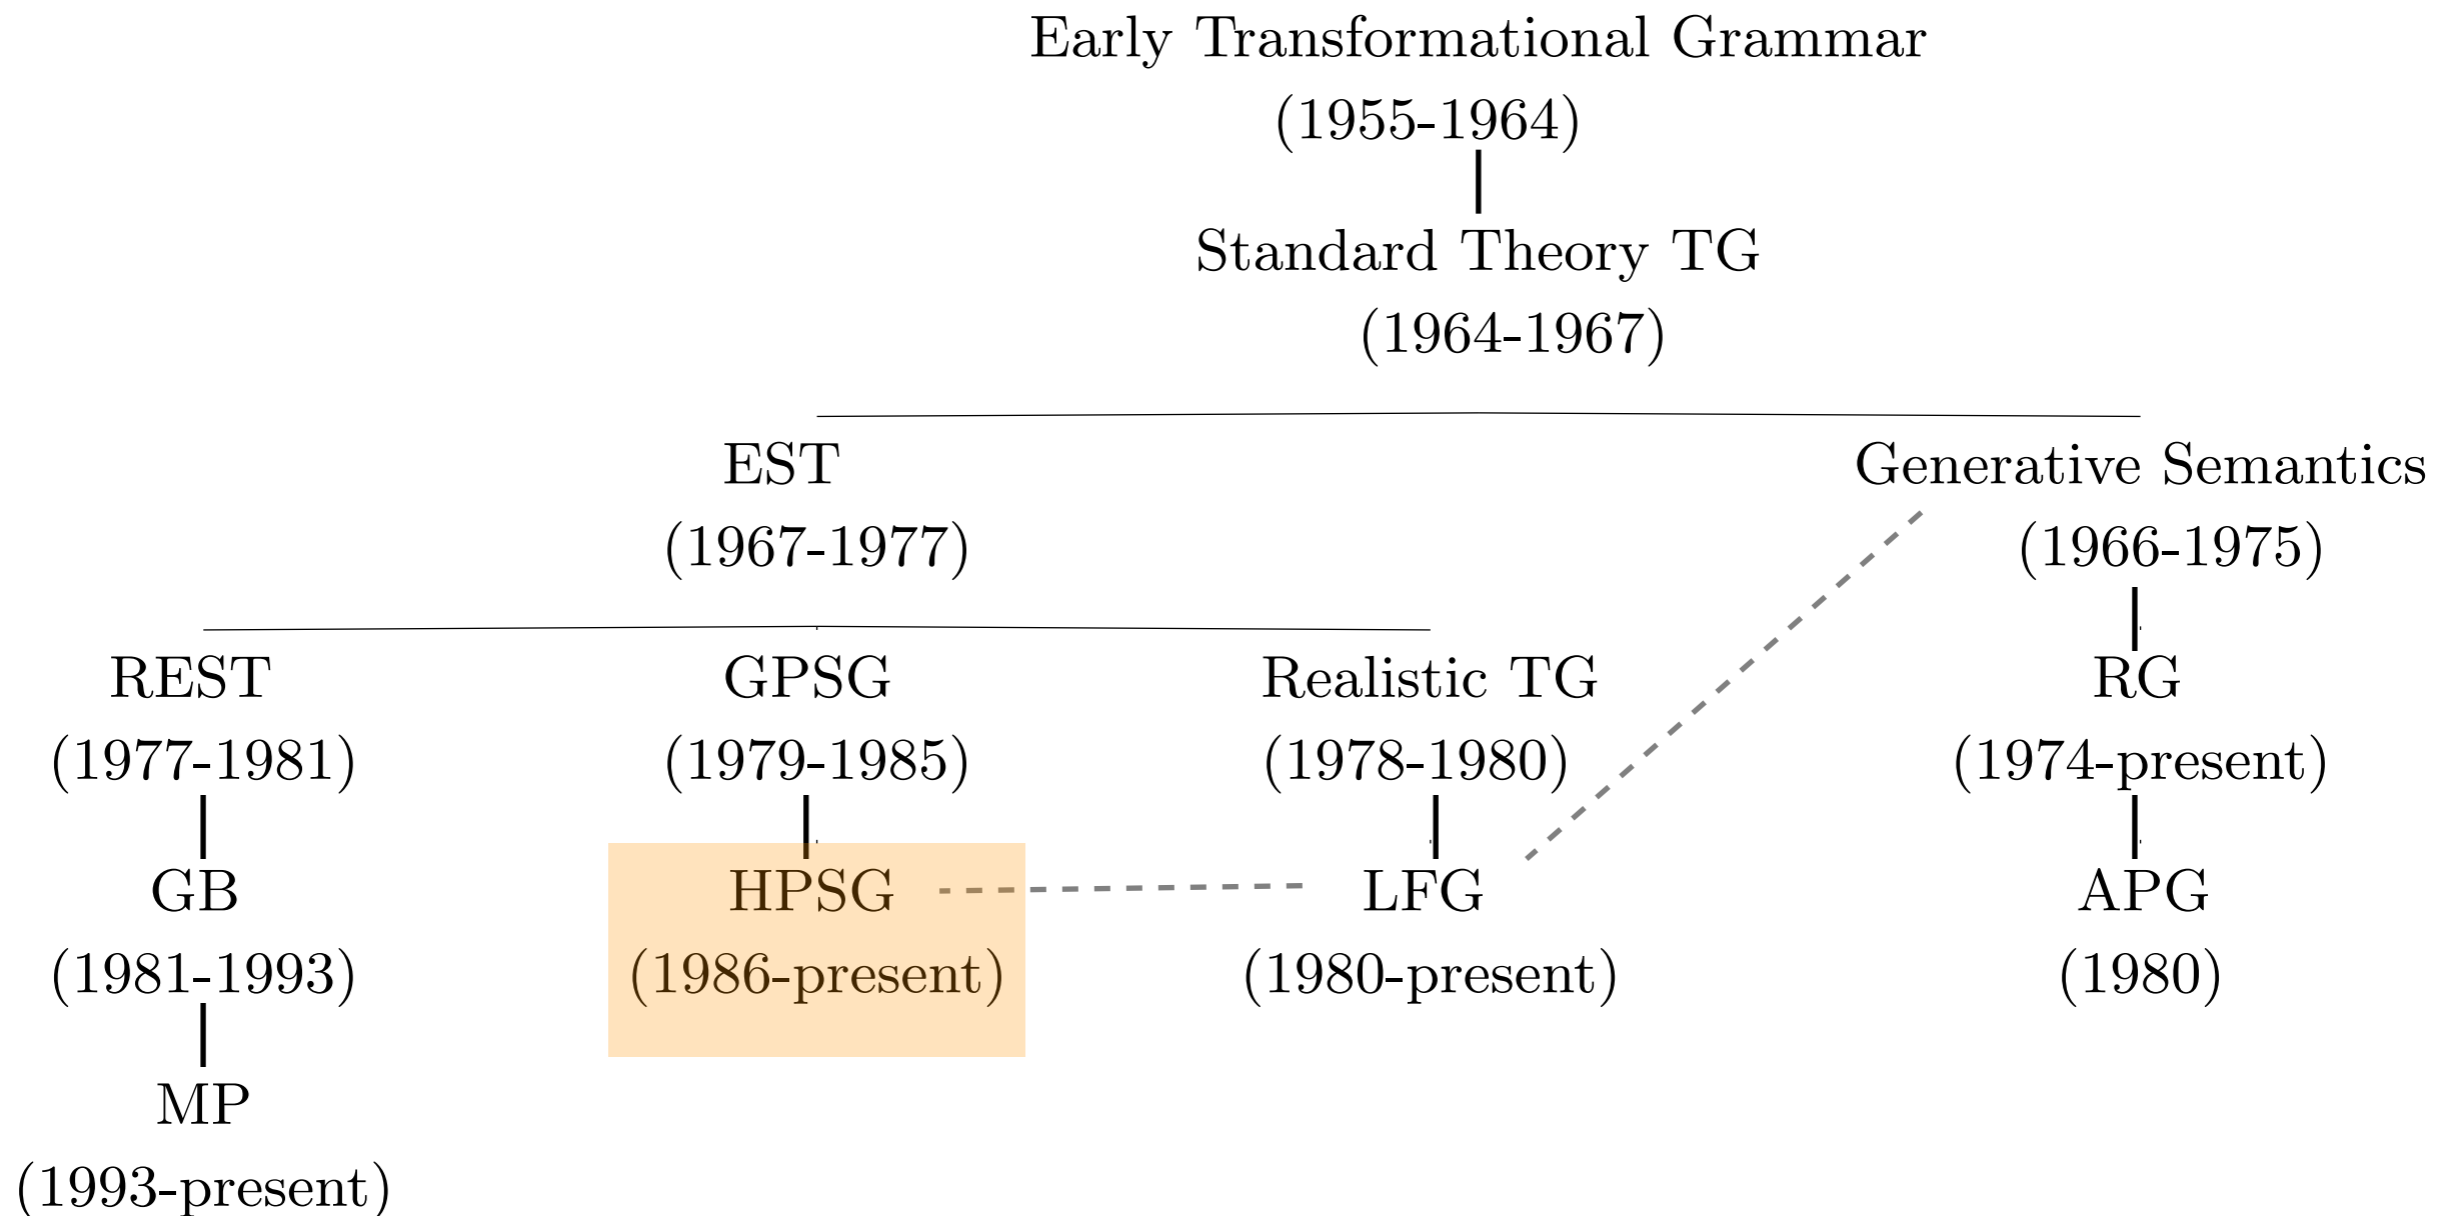 Early Transformational Grammar
(1955-1964)
Standard Theory TG
(1964-1967)
EST
(1967-1977)
Generative Semantics
(1966-1975)
REST
(1977-1981)
GPSG
(1979-1985)
Realistic TG
(1978-1980)
RG
(1974-present)
GB
(1981-1993)
HPSG
(1986-present)
LFG
(1980-present)
APG
(1980)
MP
(1993-present)